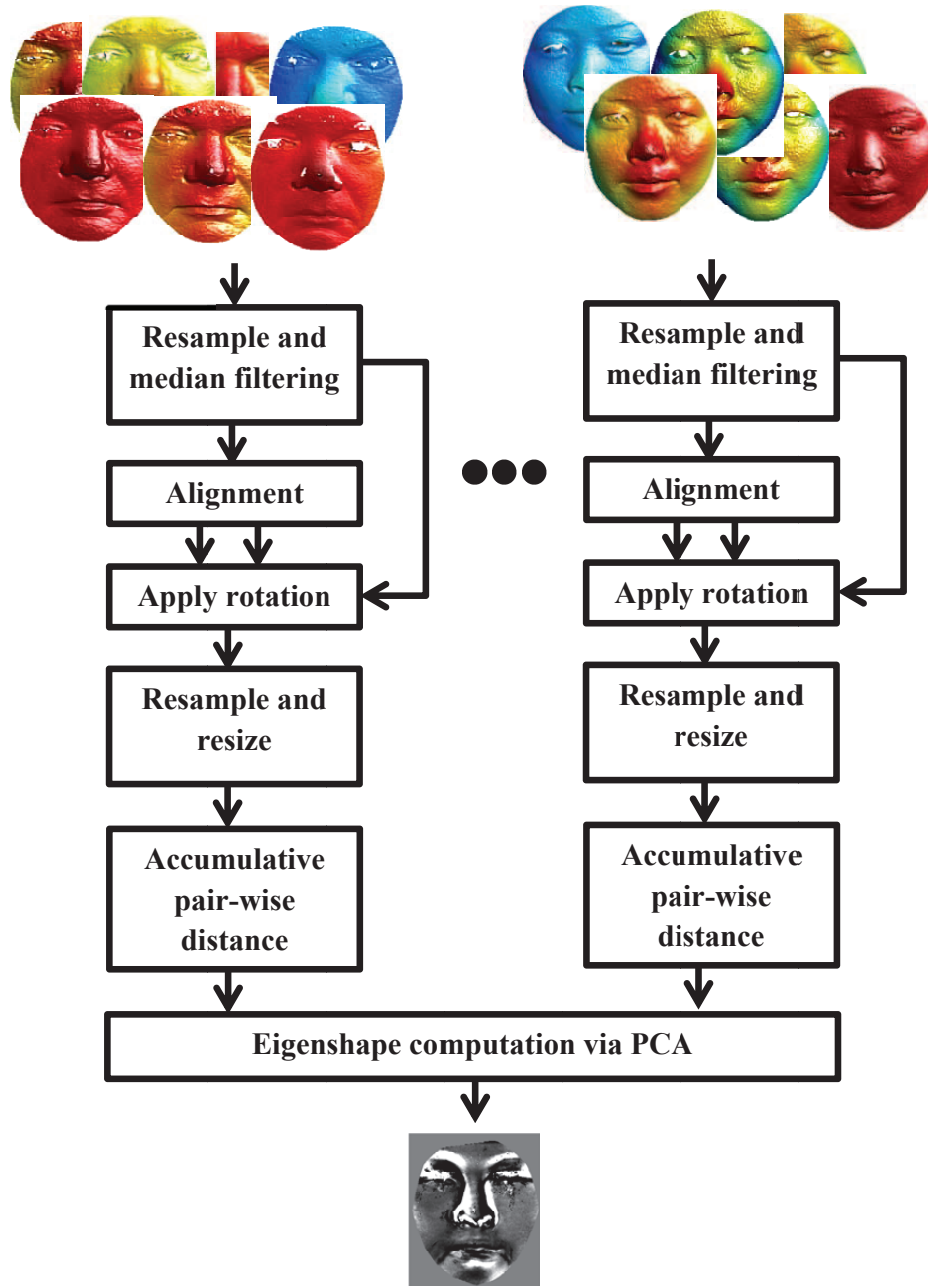 Resample and
median filtering
Alignment
Apply rotation
Resample and
resize
Accumulative
pair-wise
distance
Resample and
median filtering
Alignment
Apply rotation
Resample and
resize
Accumulative
pair-wise
distance
Eigenshape computation via PCA